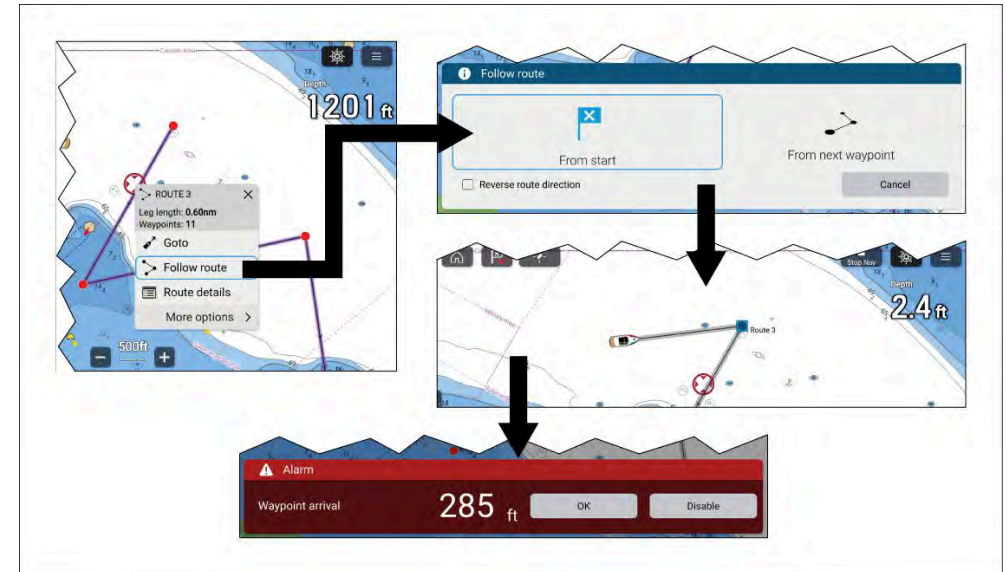 Caution Area
Depth
1201 ft
ROUTE 3
Leg length: 0.60nm
Waypoints: 11
Goto
Follow route
Route details
More options
500ft
Follow route
From start
From next waypoint
Reverse route direction
Cancel
Stop Nav
Depth
2.4 ft
Route 3
Alarm
Waypoint arrival
285 ft
OK
Disable